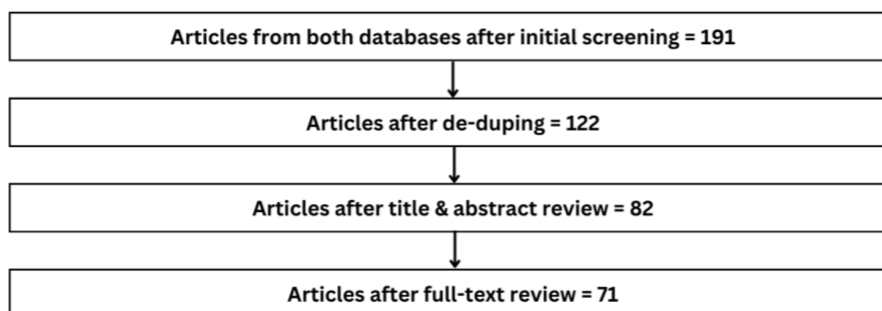 Articles from both databases after initial screening = 191
Articles after de-duping = 122
Articles after title & abstract review = 82
Articles after full-text review = 71